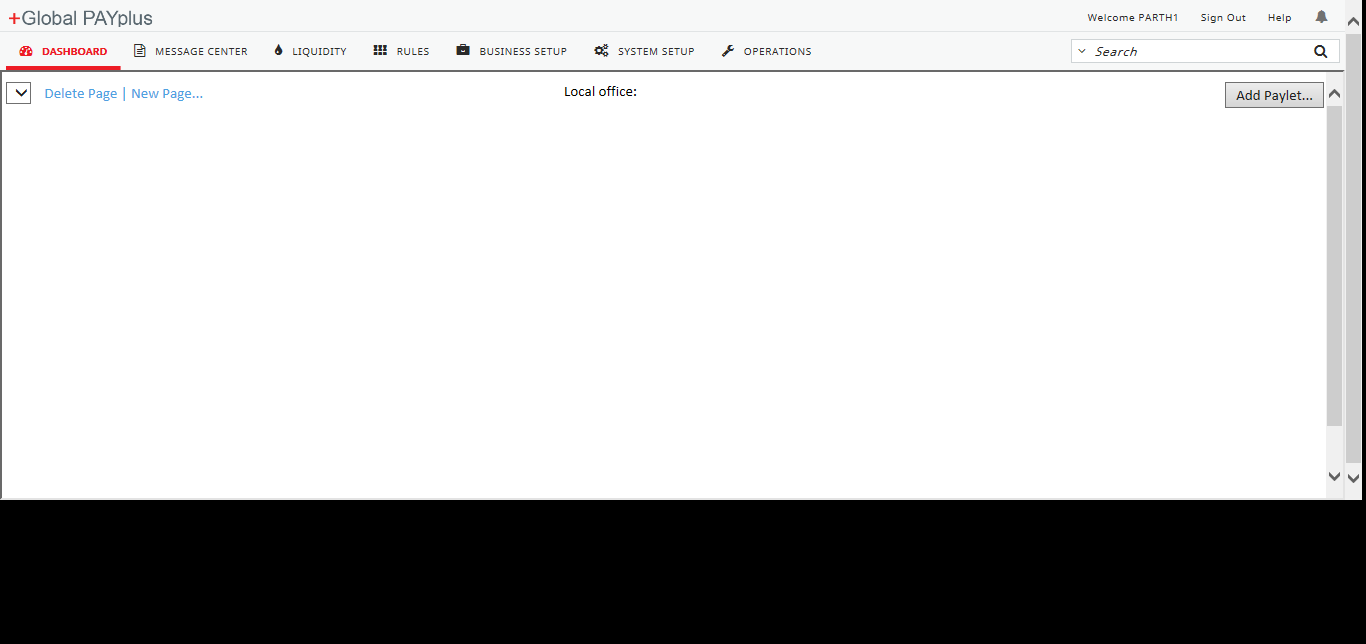 +Global PAYplus
Welcome PARTH1 Sign Out Help
DASHBOARD MESSAGE CENTER LIQUIDITY RULES BUSINESS SETUP SYSTEM SETUP OPERATIONS Search
Delete Page | New Page... Local office: Add Paylet...